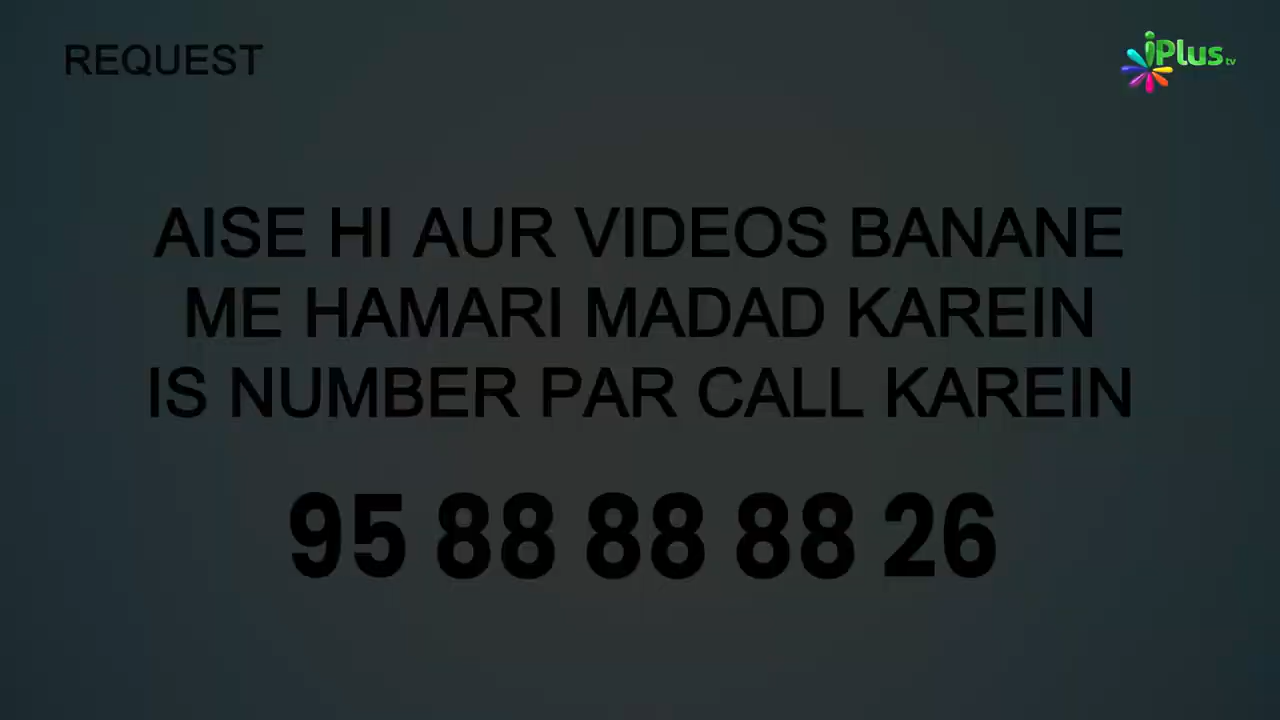 REQUEST
iPlus tv
AISE HI AUR VIDEOS BANANE
ME HAMARI MADAD KAREIN
IS NUMBER PAR CALL KAREIN
95 88 88 88 26